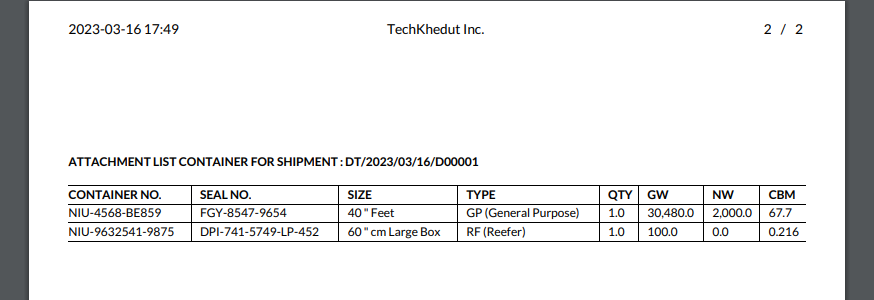 2023-03-16 17:49 TechKhedut Inc. 2 / 2
ATTACHMENT LIST CONTAINER FOR SHIPMENT : DT/2023/03/16/D00001
CONTAINER NO. SEAL NO. SIZE TYPE QTY GW NW CBM
NIU-4568-BE859 FGY-8547-9654 40 " Feet GP (General Purpose) 1.0 30,480.0 2,000.0 67.7
NIU-9632541-9875 DPI-741-5749-LP-452 60 " cm Large Box RF (Reefer) 1.0 100.0 0.0 0.216